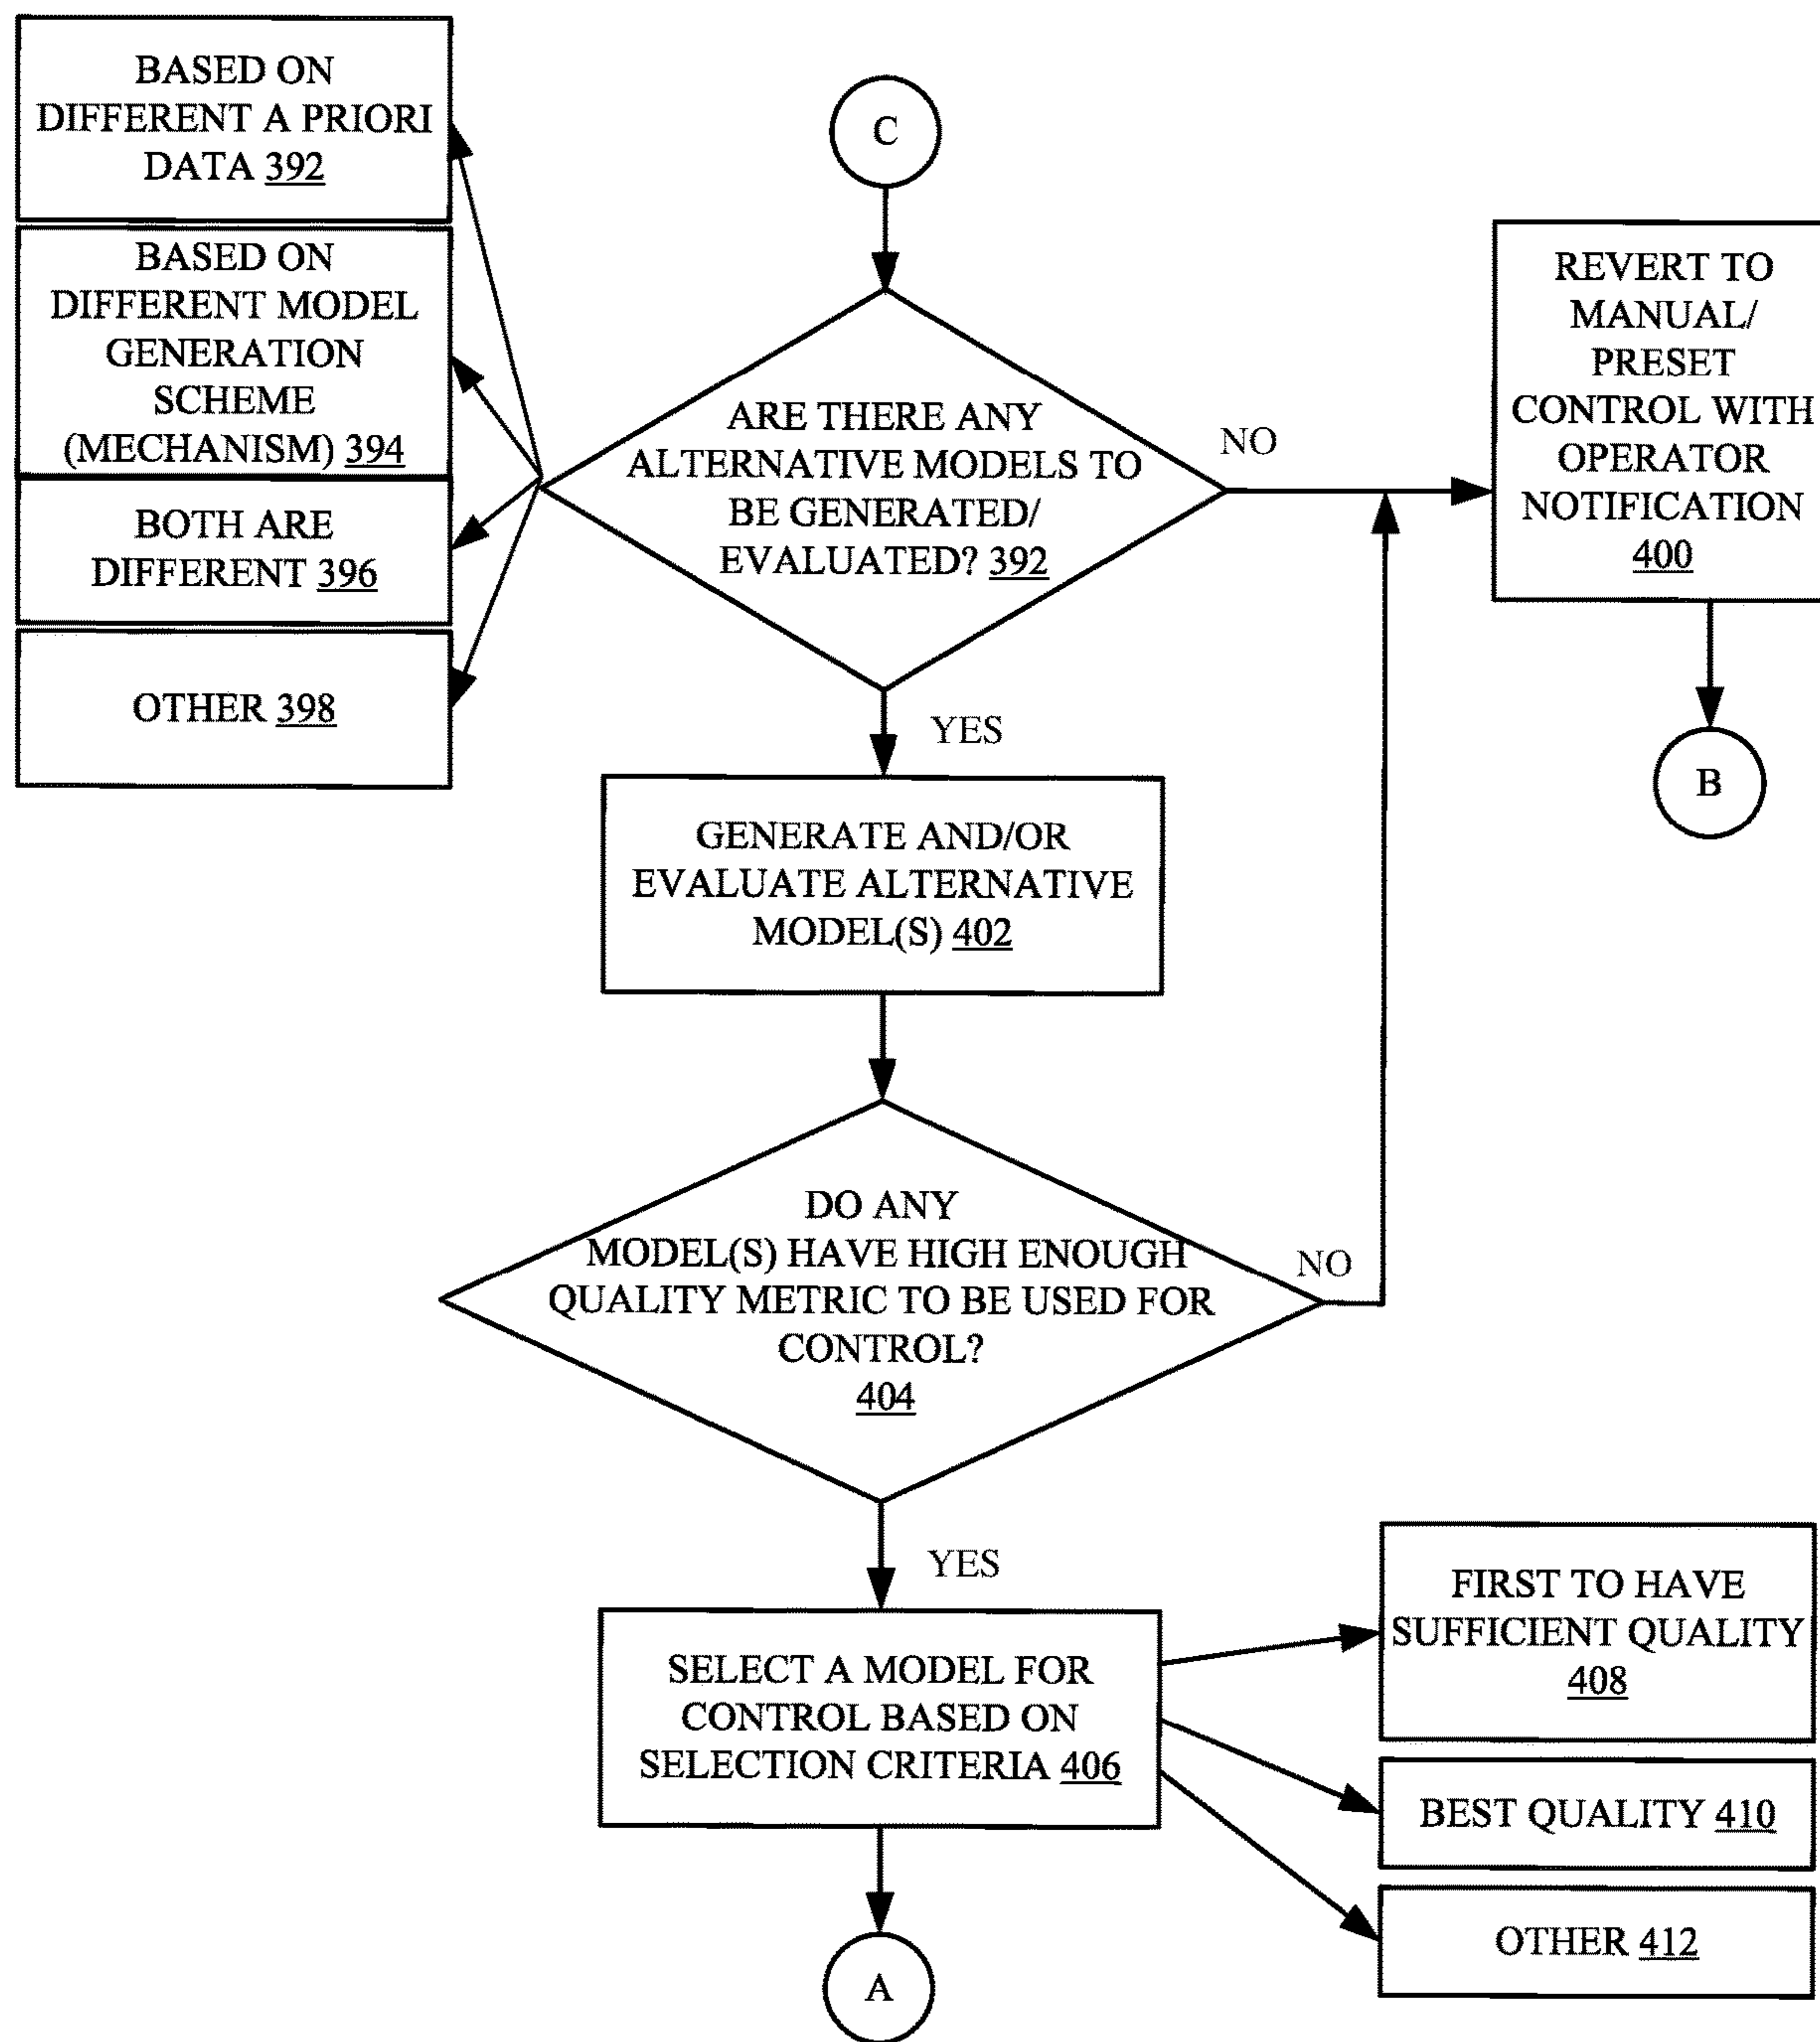 BASED ON
DIFFERENT A PRIORI
DATA 392
BASED ON
DIFFERENT MODEL
GENERATION
SCHEME
(MECHANISM) 394
BOTH ARE
DIFFERENT 396
OTHER 398
C
ARE THERE ANY
ALTERNATIVE MODELS TO
BE GENERATED/
EVALUATED? 392
NO
REVERT TO
MANUAL/
PRESET
CONTROL WITH
OPERATOR
NOTIFICATION
400
B
YES
GENERATE AND/OR
EVALUATE ALTERNATIVE
MODEL(S) 402
DO ANY
MODEL(S) HAVE HIGH ENOUGH
QUALITY METRIC TO BE USED FOR
CONTROL?
404
NO
YES
SELECT A MODEL FOR
CONTROL BASED ON
SELECTION CRITERIA 406
FIRST TO HAVE
SUFFICIENT QUALITY
408
BEST QUALITY 410
OTHER 412
A